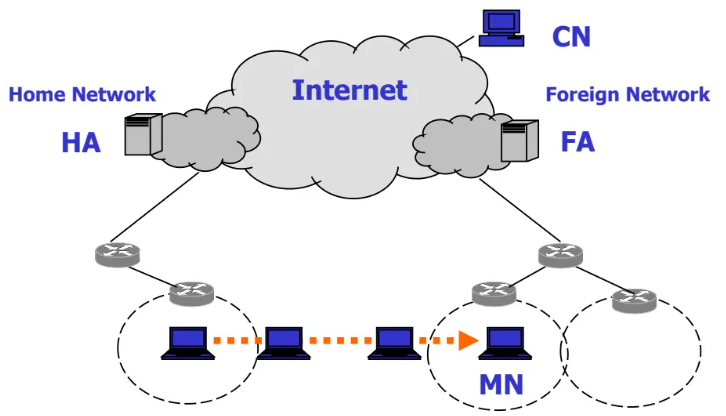 CN
Internet
Home Network
Foreign Network
HA
FA
MN